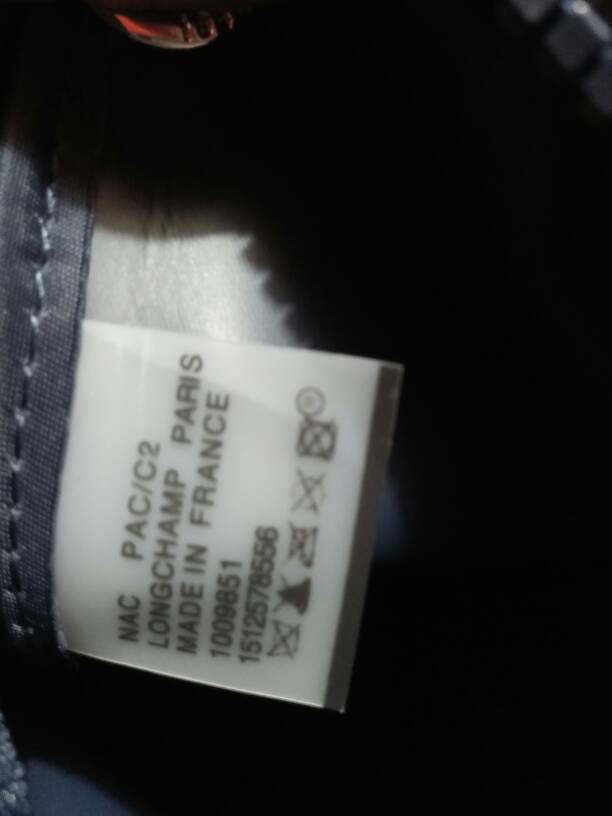 NAC PAC/C2
LONGCHAMP PARIS
MADE IN FRANCE
1009851
1512578556